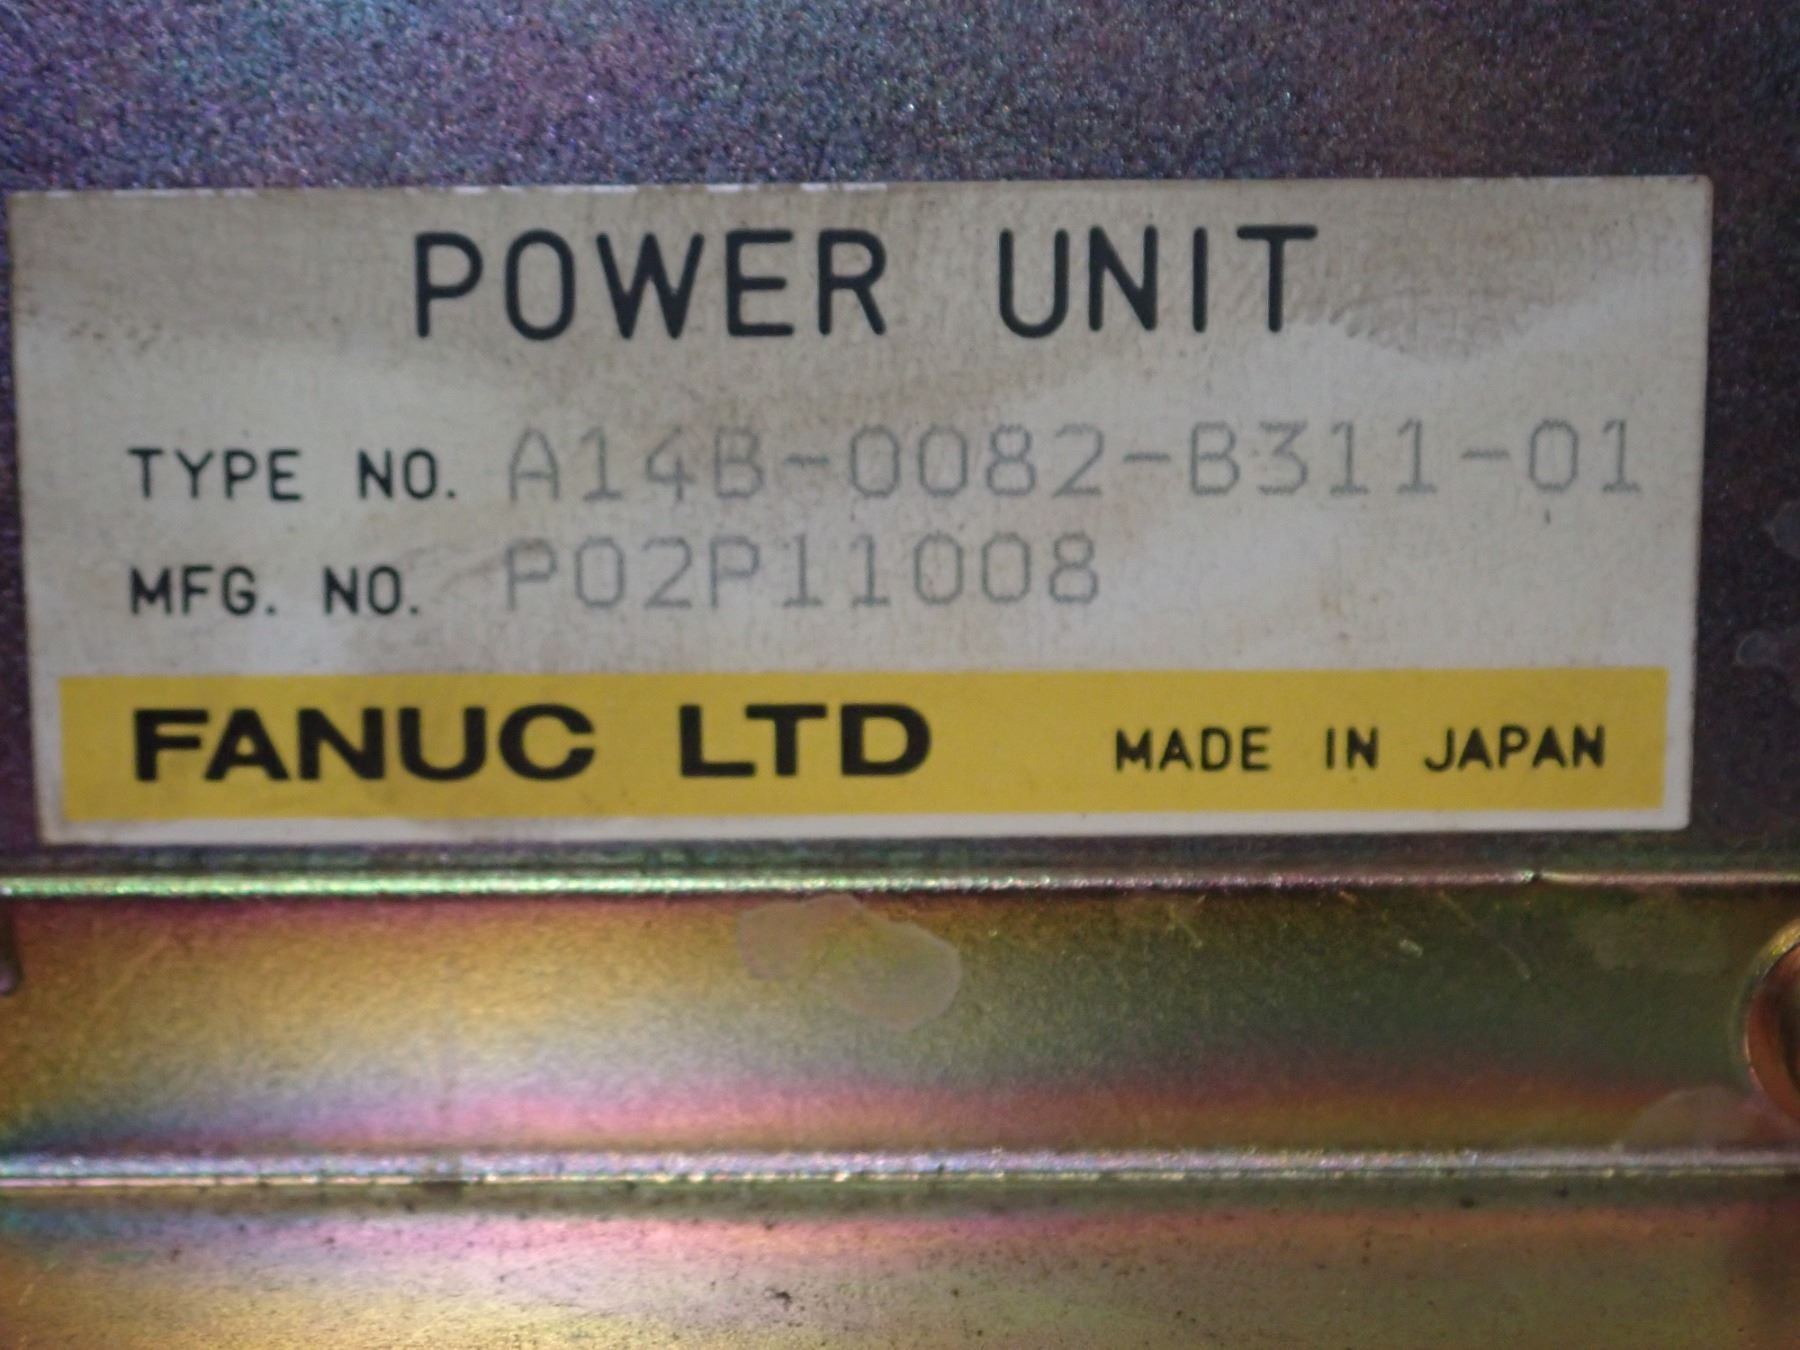 POWER UNIT
TYPE NO. A14B-0082-B311-01
MFG. NO. P02P11008
FANUC LTD MADE IN JAPAN